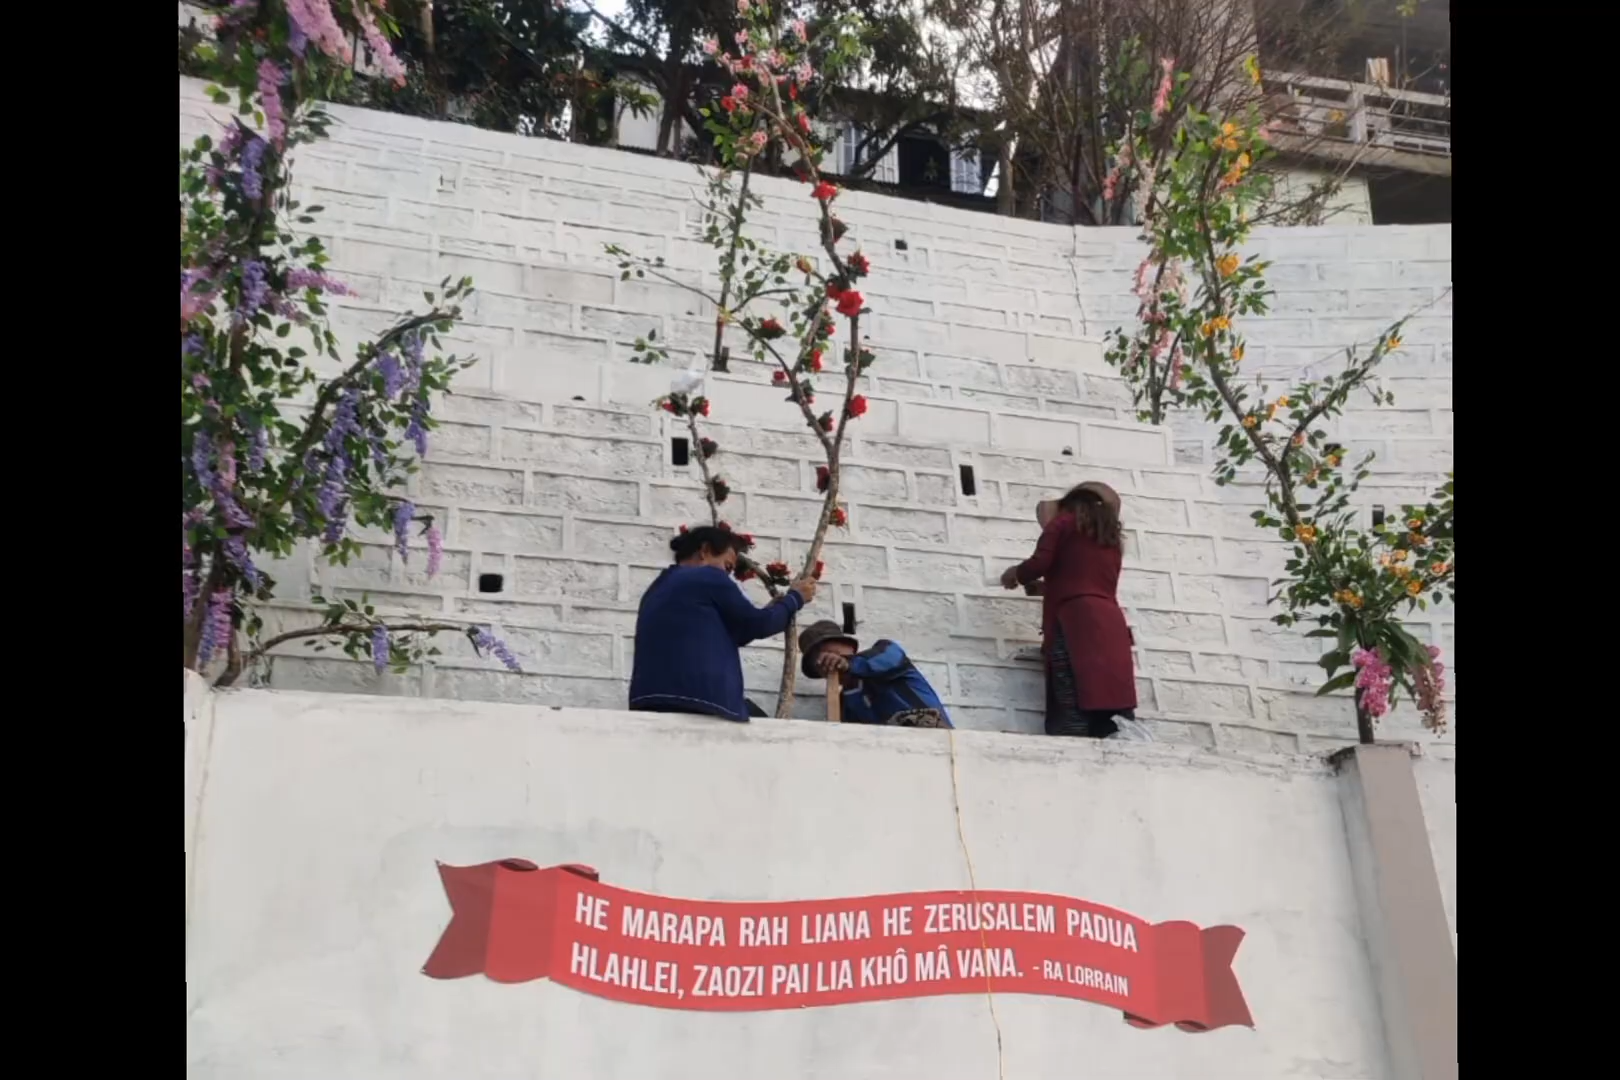 HE MARAPA RAH LIANA HE ZERUSALEM PADUA
HLAHLEI, ZAOZI PAI LIA KHÔ MÂ VANA. - RA LORRAIN